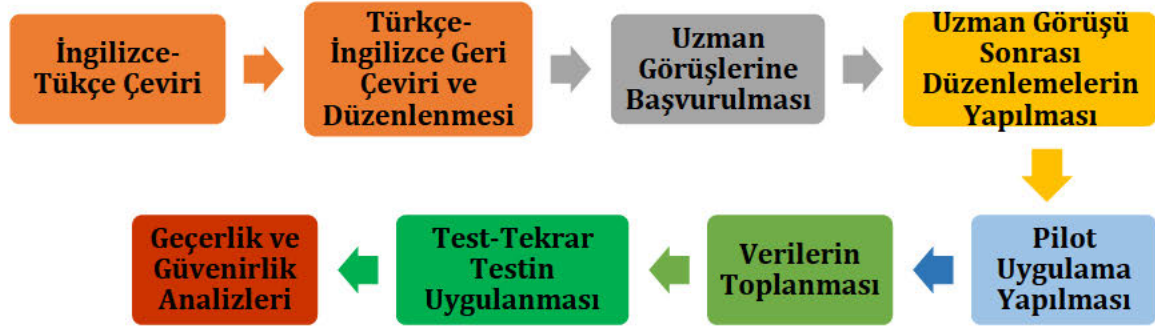 İngilizce-
Tükçe Çeviri
Türkçe-
İngilizce Geri
Çeviri ve
Düzenlenmesi
Uzman
Görüşlerine
Başvurulması
Uzman Görüşü
Sonrası
Düzenlemelerin
Yapılması
Pilot
Uygulama
Yapılması
Verilerin
Toplanması
Test-Tekrar
Testin
Uygulanması
Geçerlik ve
Güvenirlik
Analizleri